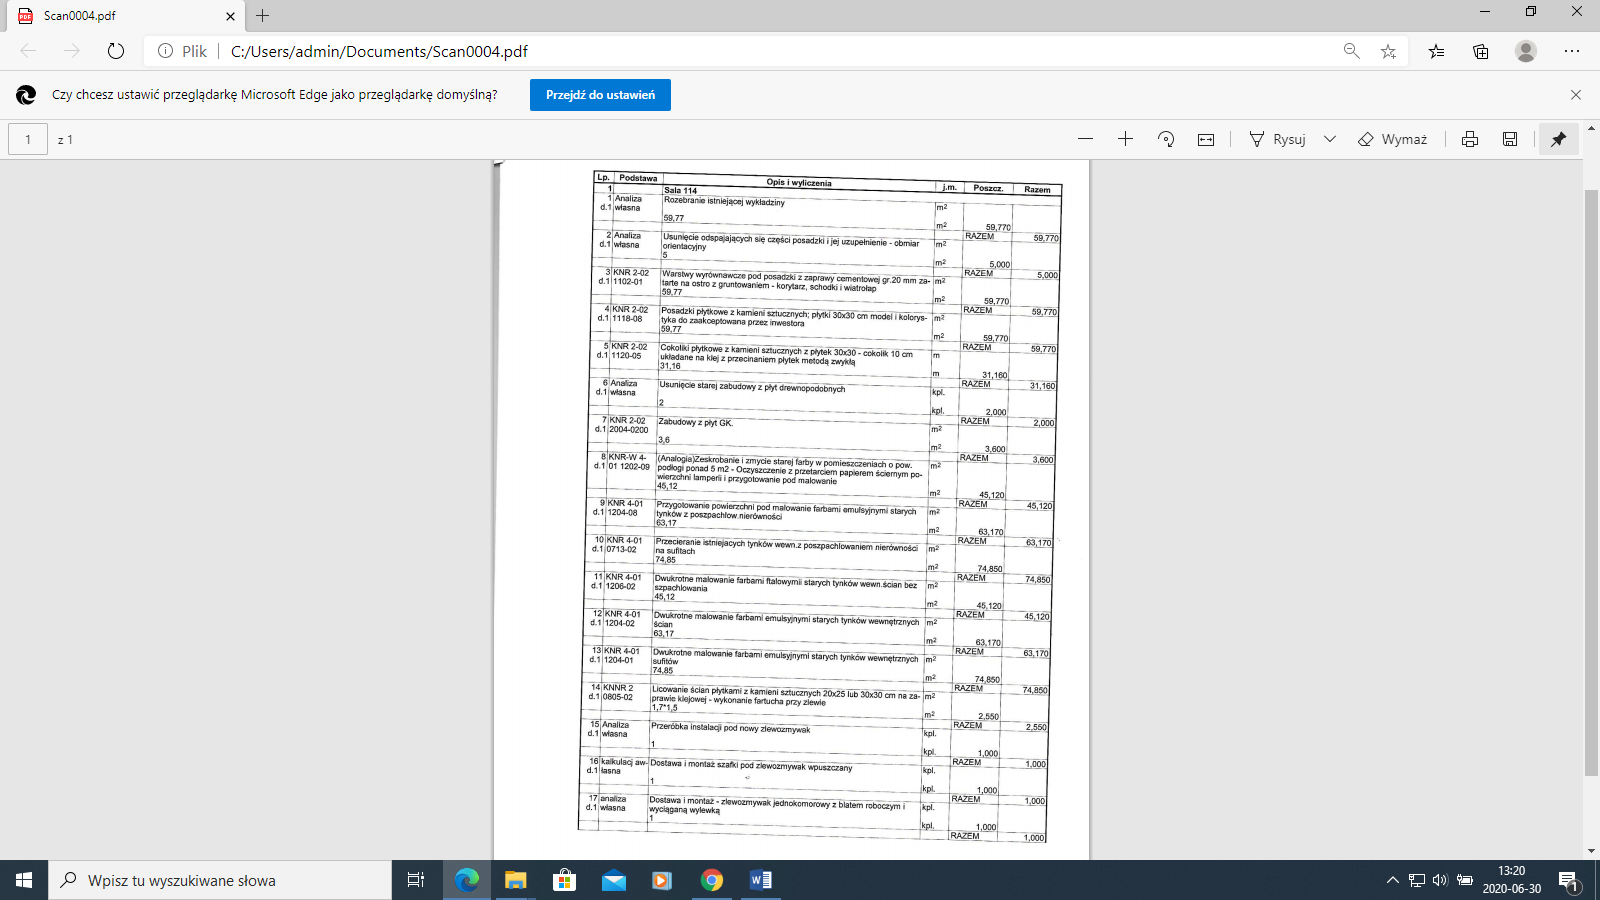 Scan0004.pdf
Plik C:/Users/admin/Documents/Scan0004.pdf
Czy chcesz ustawić przeglądarkę Microsoft Edge jako przeglądarkę domyślną? Przejdź do ustawień
1 z 1 Rysuj Wymaż
Lp. Podstawa Opis i wyliczenia j.m. Poszcz. Razem
1 Sala 114
1 Analiza Rozebranie istniejącej wykładziny m2
d.1 własna
59,77 m2 59,770
RAZEM 59,770
2 Analiza Usunięcie odspajających się części posadzki i jej uzupełnienie - obmiar m2
d.1 własna orientacyjny
5 m2 5,000
RAZEM 5,000
3 KNR 2-02 Warstwy wyrównawcze pod posadzki z zaprawy cementowej gr.20 mm za- m2
d.1 1102-01 tarte na ostro z gruntowaniem - korytarz, schodki i wiatrołap
59,77 m2 59,770
RAZEM 59,770
4 KNR 2-02 Posadzki płytkowe z kamieni sztucznych; płytki 30x30 cm model i kolorys- m2
d.1 1118-08 tyka do zaakceptowana przez inwestora
59,77 m2 59,770
RAZEM 59,770
5 KNR 2-02 Cokoliki płytkowe z kamieni sztucznych z płytek 30x30 - cokolik 10 cm m
d.1 1120-05 układane na klej z przecinaniem płytek metodą zwykłą
31,16 m 31,160
RAZEM 31,160
6 Analiza Usunięcie starej zabudowy z płyt drewnopodobnych kpl.
d.1 własna
2 kpl. 2,000
RAZEM 2,000
7 KNR 2-02 Zabudowy z płyt GK. m2
d.1 2004-0200
3,6 m2 3,600
RAZEM 3,600
8 KNR-W 4- (Analogia)Zeskrobanie i zmycie starej farby w pomieszczeniach o pow. m2
d.1 01 1202-09 podłogi ponad 5 m2 - Oczyszczenie z przetarciem papierem ściernym po-
wierzchni lamperii i przygotowanie pod malowanie
45,12 m2 45,120
RAZEM 45,120
9 KNR 4-01 Przygotowanie powierzchni pod malowanie farbami emulsyjnymi starych m2
d.1 1204-08 tynków z poszpachłow.nierówności
63,17 m2 63,170
RAZEM 63,170
10 KNR 4-01 Przecieranie istniejacych tynków wewn.z poszpachlowaniem nierówności m2
d.1 0713-02 na sufitach
74,85 m2 74,850
RAZEM 74,850
11 KNR 4-01 Dwukrotne malowanie farbami ftalowymii starych tynków wewn.ścian bez m2
d.1 1206-02 szpachlowania
45,12 m2 45,120
RAZEM 45,120
12 KNR 4-01 Dwukrotne malowanie farbami emulsyjnymi starych tynków wewnętrznych m2
d.1 1204-02 ścian
63,17 m2 63,170
RAZEM 63,170
13 KNR 4-01 Dwukrotne malowanie farbami emulsyjnymi starych tynków wewnętrznych m2
d.1 1204-01 sufitów
74,85 m2 74,850
RAZEM 74,850
14 KNNR 2 Licowanie ścian płytkami z kamieni sztucznych 20x25 lub 30x30 cm na za- m2
d.1 0805-02 prawie klejowej - wykonanie fartucha przy zlewie
1,7*1,5 m2 2,550
RAZEM 2,550
15 Analiza Przeróbka instalacji pod nowy zlewozmywak kpl.
d.1 własna
1 kpl. 1,000
RAZEM 1,000
16 kalkulacj aw- Dostawa i montaż szafki pod zlewozmywak wpuszczany kpl.
d.1 łasna
1 kpl. 1,000
RAZEM 1,000
17 analiza Dostawa i montaż - zlewozmywak jednokomorowy z blatem roboczym i kpl.
d.1 własna wyciąganą wylewką
1 kpl. 1,000
RAZEM 1,000
Wpisz tu wyszukiwane słowa
13:20
2020-06-30
1